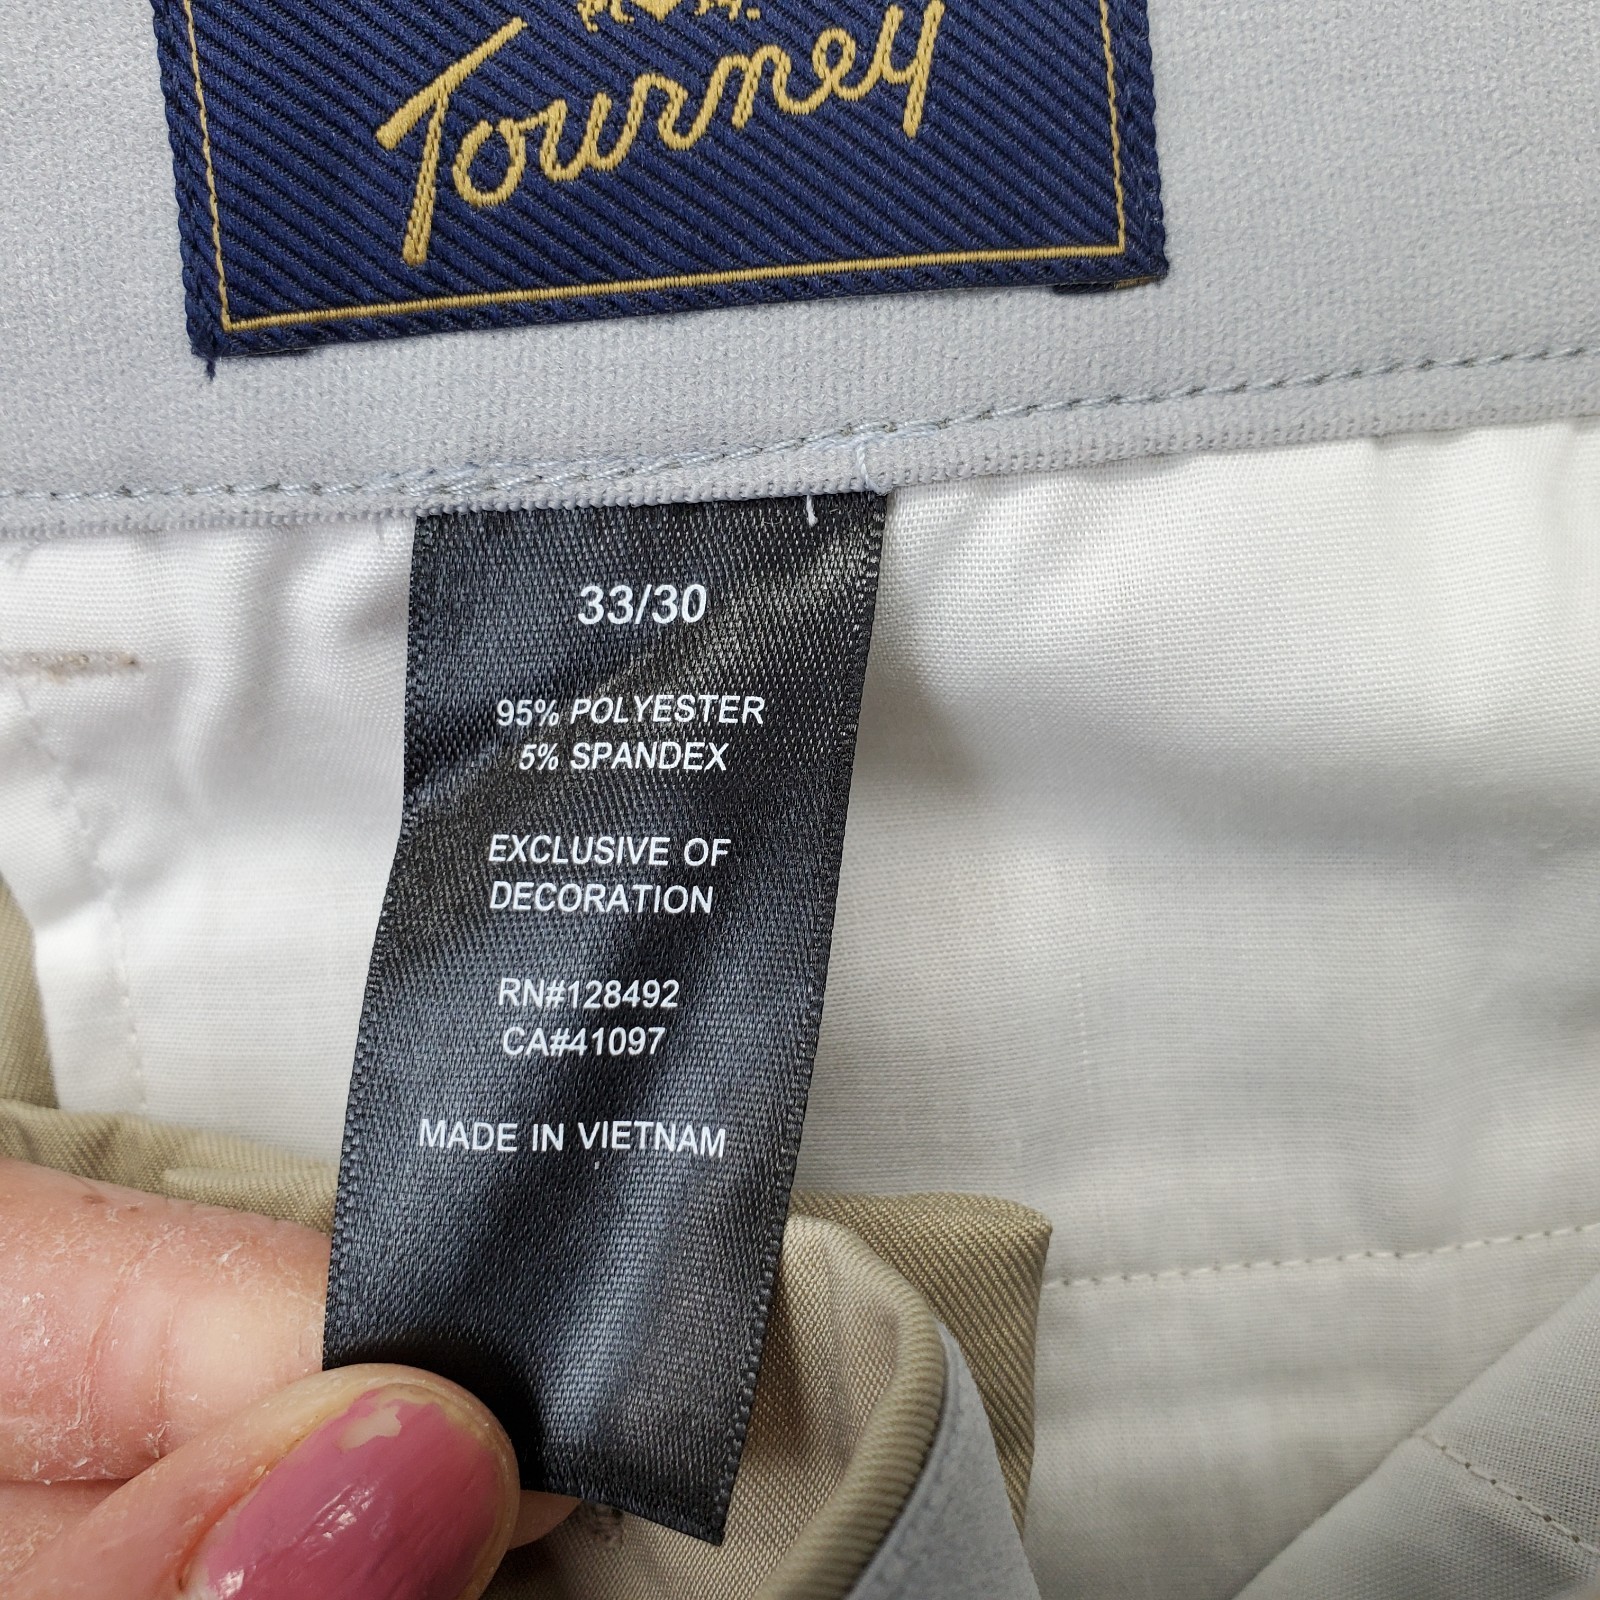 Tourney
33/30
95% POLYESTER
5% SPANDEX
EXCLUSIVE OF
DECORATION
RN#128492
CA#41097
MADE IN VIETNAM